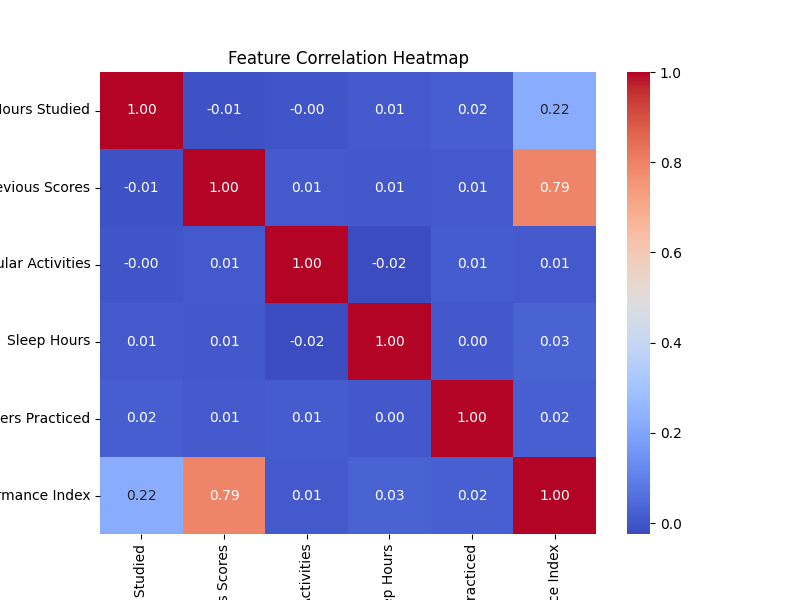 Feature Correlation Heatmap
Hours Studied 1.00 -0.01 -0.00 0.01 0.02 0.22
evious Scores -0.01 1.00 0.01 0.01 0.01 0.79
ular Activities -0.00 0.01 1.00 -0.02 0.01 0.01
Sleep Hours 0.01 0.01 -0.02 1.00 0.00 0.03
ers Practiced 0.02 0.01 0.01 0.00 1.00 0.02
rmance Index 0.22 0.79 0.01 0.03 0.02 1.00
Studied
s Scores
Activities
ep Hours
racticed
ce Index
1.0
0.8
0.6
0.4
0.2
0.0